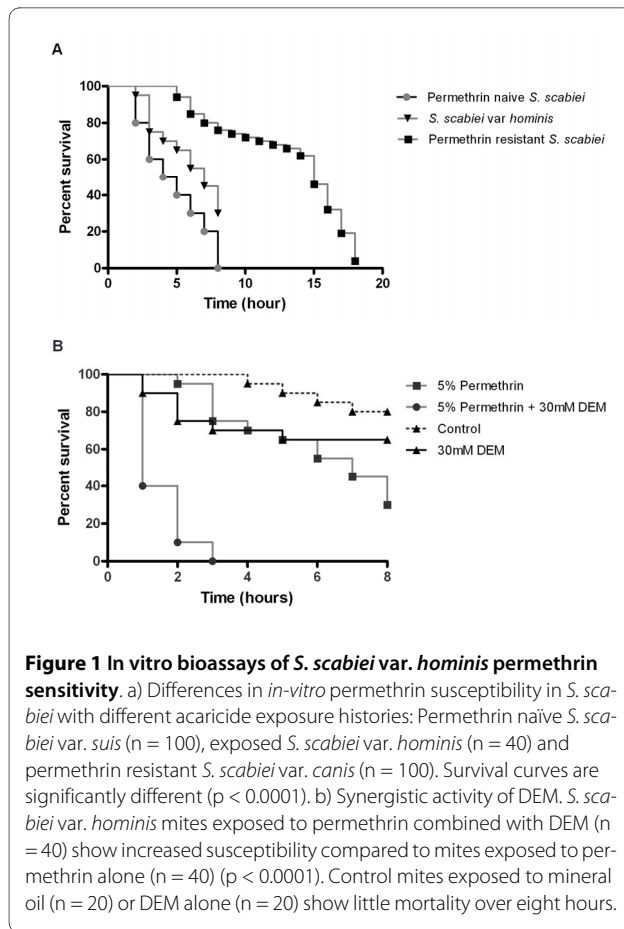 A
Percent survival
100
80
60
40
20
0
0 5 10 15 20
Time (hour)
Permethrin naive S. scabiei
S. scabiei var hominis
Permethrin resistant S. scabiei
B
Percent survival
100
80
60
40
20
0
0 2 4 6 8
Time (hours)
5% Permethrin
5% Permethrin + 30mM DEM
Control
30mM DEM
Figure 1 In vitro bioassays of S. scabiei var. hominis permethrin
sensitivity. a) Differences in in-vitro permethrin susceptibility in S. sca-
biei with different acaricide exposure histories: Permethrin naïve S. sca-
biei var. suis (n = 100), exposed S. scabiei var. hominis (n = 40) and
permethrin resistant S. scabiei var. canis (n = 100). Survival curves are
significantly different (p < 0.0001). b) Synergistic activity of DEM. S. sca-
biei var. hominis mites exposed to permethrin combined with DEM (n
= 40) show increased susceptibility compared to mites exposed to per-
methrin alone (n = 40) (p < 0.0001). Control mites exposed to mineral
oil (n = 20) or DEM alone (n = 20) show little mortality over eight hours.